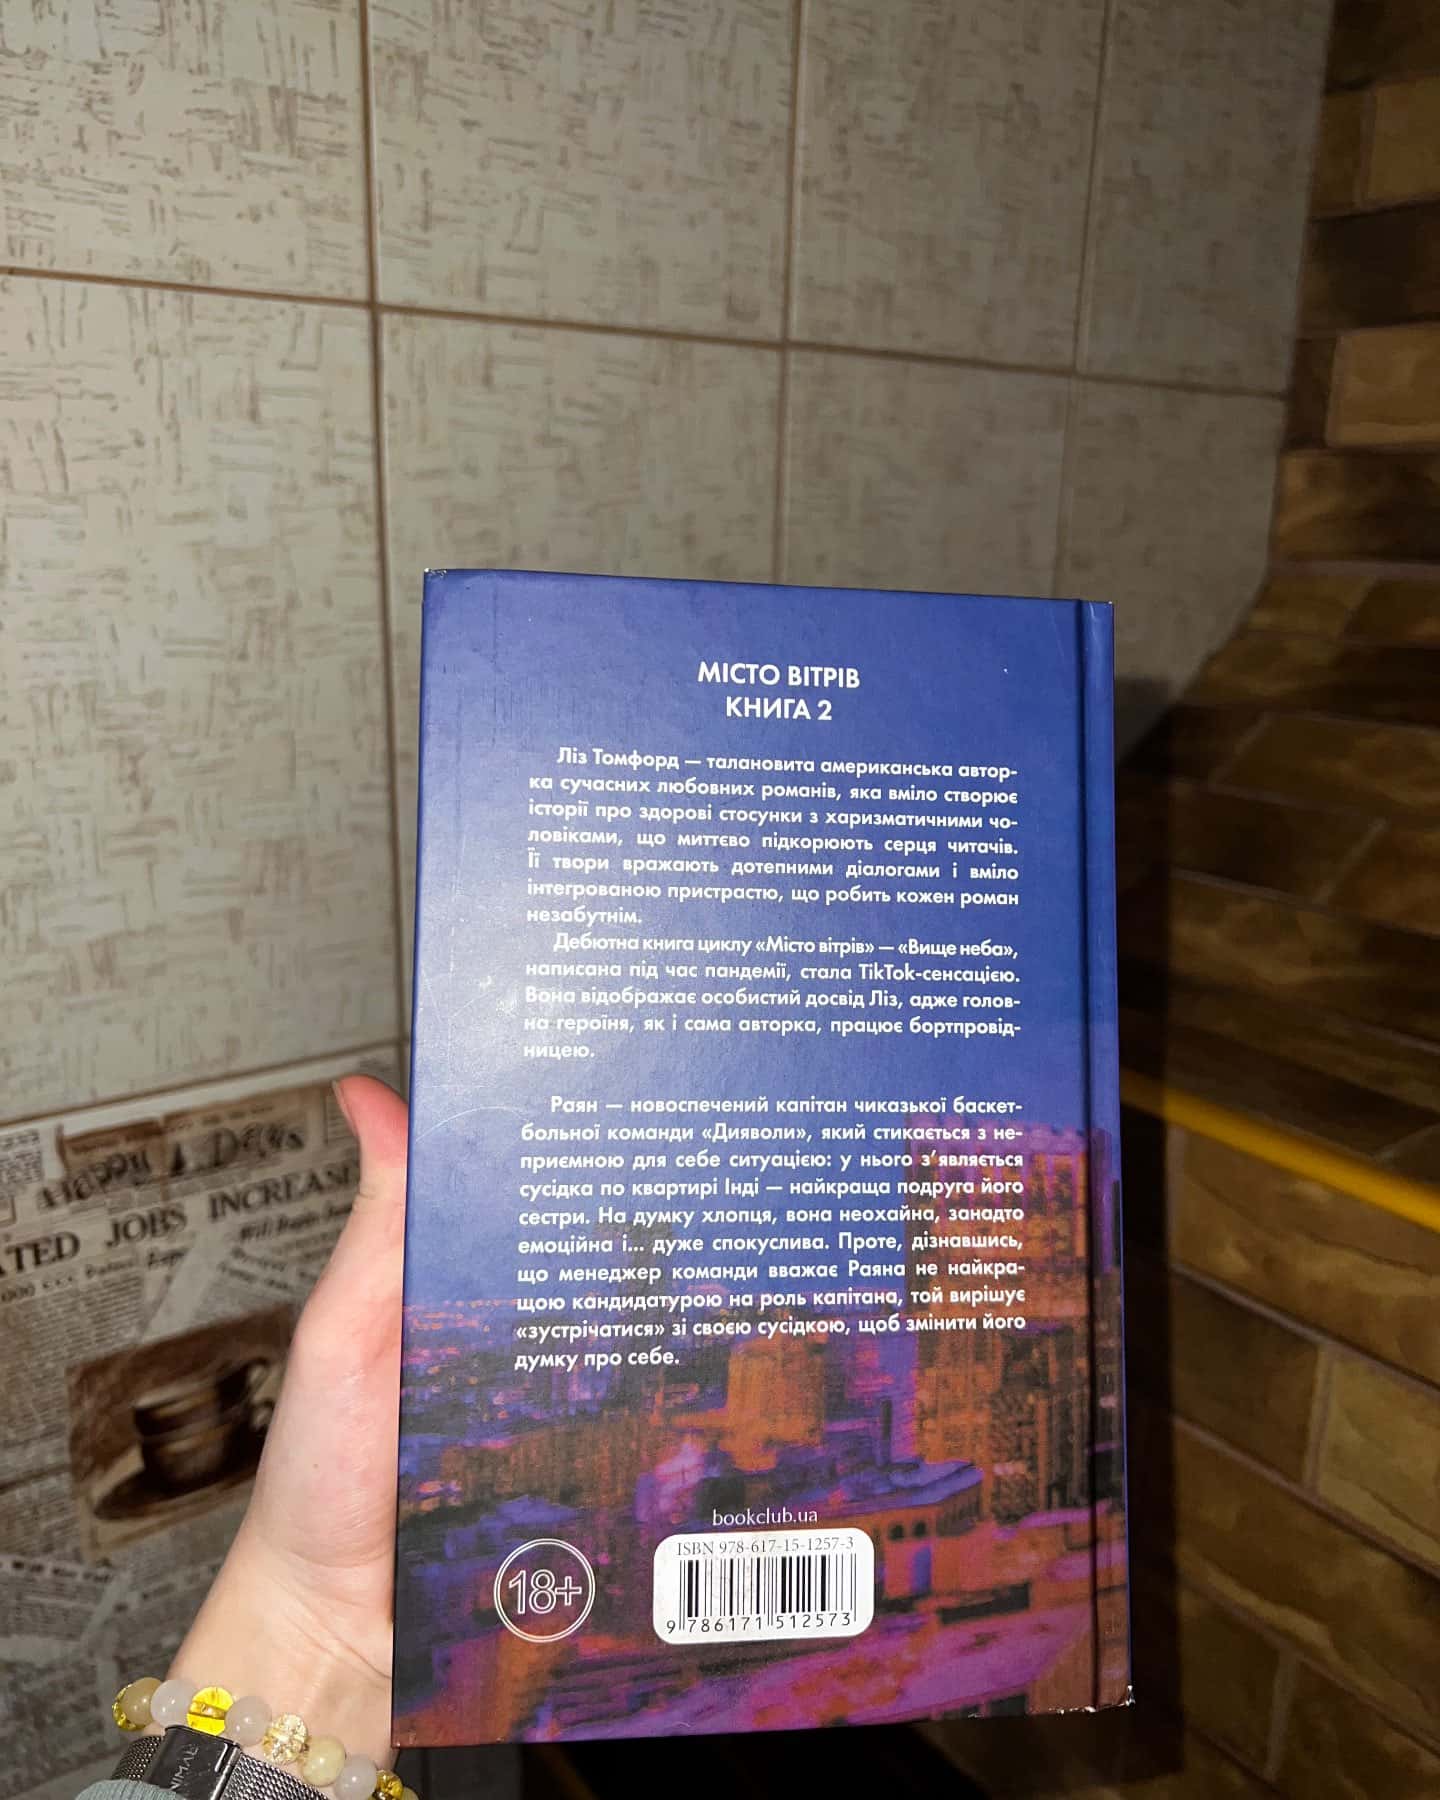 МІСТО ВІТРІВ
КНИГА 2
Ліз Томфорд — талановита американська автор-
ка сучасних любовних романів, яка вміло створює
історії про здорові стосунки з харизматичними чо-
ловіками, що миттєво підкорюють серця читачів.
Її твори вражають дотепними діалогами і вміло
інтегрованою пристрастю, що робить кожен роман
незабутнім.
Дебютна книга циклу «Місто вітрів» — «Вище неба»,
написана під час пандемії, стала TikTok-сенсацією.
Вона відображає особистий досвід Ліз, адже голов-
на героїня, як і сама авторка, працює бортпровід-
ницею.
Раян — новоспечений капітан чиказької баскет-
больної команди «Дияволи», який стикається з не-
приємною для себе ситуацією: у нього з’являється
сусідка по квартирі Інді — найкраща подруга його
сестри. На думку хлопця, вона неохайна, занадто
емоційна і... дуже спокуслива. Проте, дізнавшись,
що менеджер команди вважає Раяна не найкра-
щою кандидатурою на роль капітана, той вирішує
«зустрічатися» зі своєю сусідкою, щоб змінити його
думку про себе.
bookclub.ua
ISBN 978-617-15-1257-3
18+
9 786171 512573
JOBS INCREASE